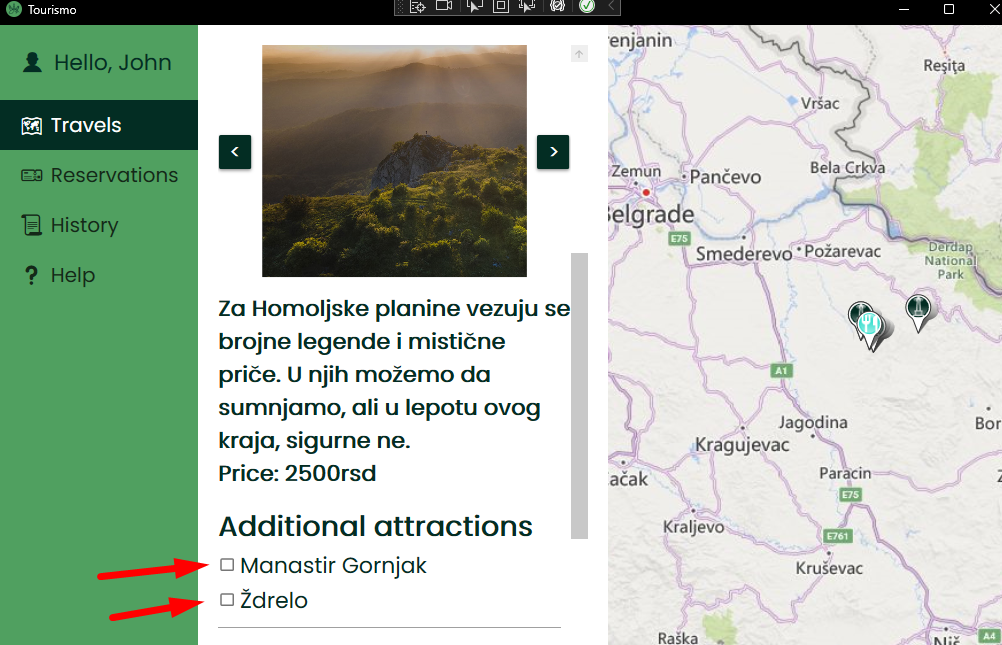 Tourismo
Hello, John
Travels
Reservations
History
Help
<
>
Za Homoljske planine vezuju se
brojne legende i mistične
priče. U njih možemo da
sumnjamo, ali u lepotu ovog
kraja, sigurne ne.
Price: 2500rsd
Additional attractions
Manastir Gornjak
Ždrelo
renjanin
Reșița
Vršac
Zemun
Pančevo
Bela Crkva
Belgrade
E75
Smederevo
Požarevac
Đerdap
National
Park
A1
Jagodina
Bor
Kragujevac
ačak
Paracin
E75
Kraljevo
E761
Kruševac
Raška
Niš
A4